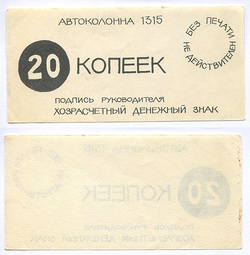 АВТОКОЛОННА 1315
БЕЗ ПЕЧАТИ
НЕ ДЕЙСТВИТЕЛЕН
20 КОПЕЕК
ПОДПИСЬ РУКОВОДИТЕЛЯ
ХОЗРАСЧЕТНЫЙ ДЕНЕЖНЫЙ ЗНАК